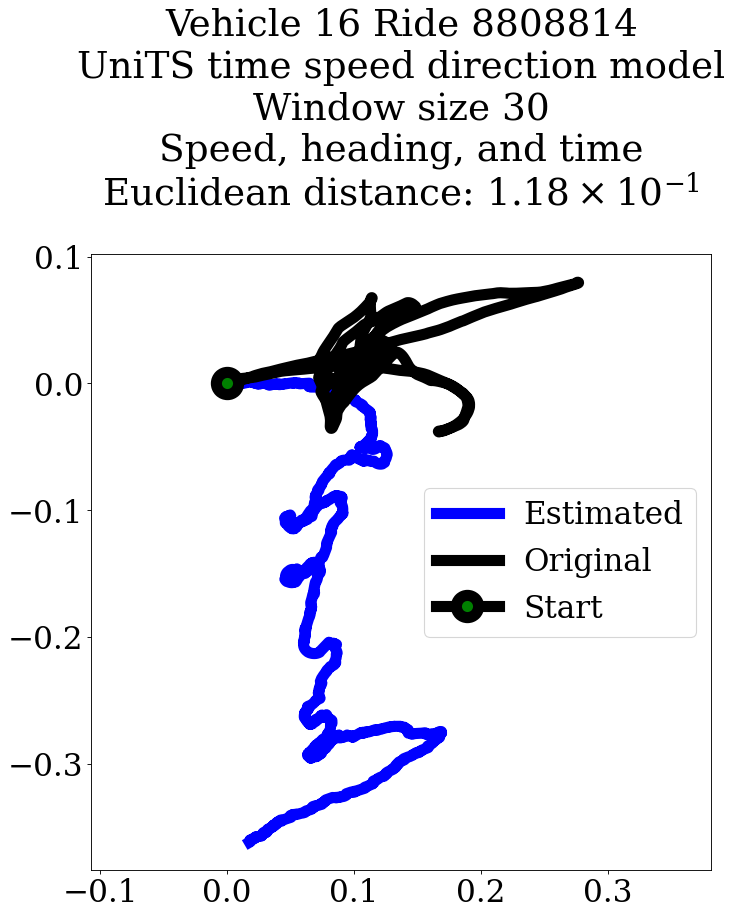 Vehicle 16 Ride 8808814
UniTS time speed direction model
Window size 30
Speed, heading, and time
Euclidean distance: 1.18 × 10⁻¹
0.1
0.0
−0.1
−0.2
−0.3
Estimated
Original
Start
−0.1 0.0 0.1 0.2 0.3